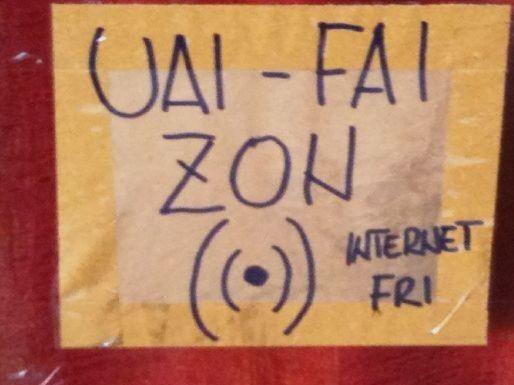 UAI-FAI
ZON
INTERNET
FRI